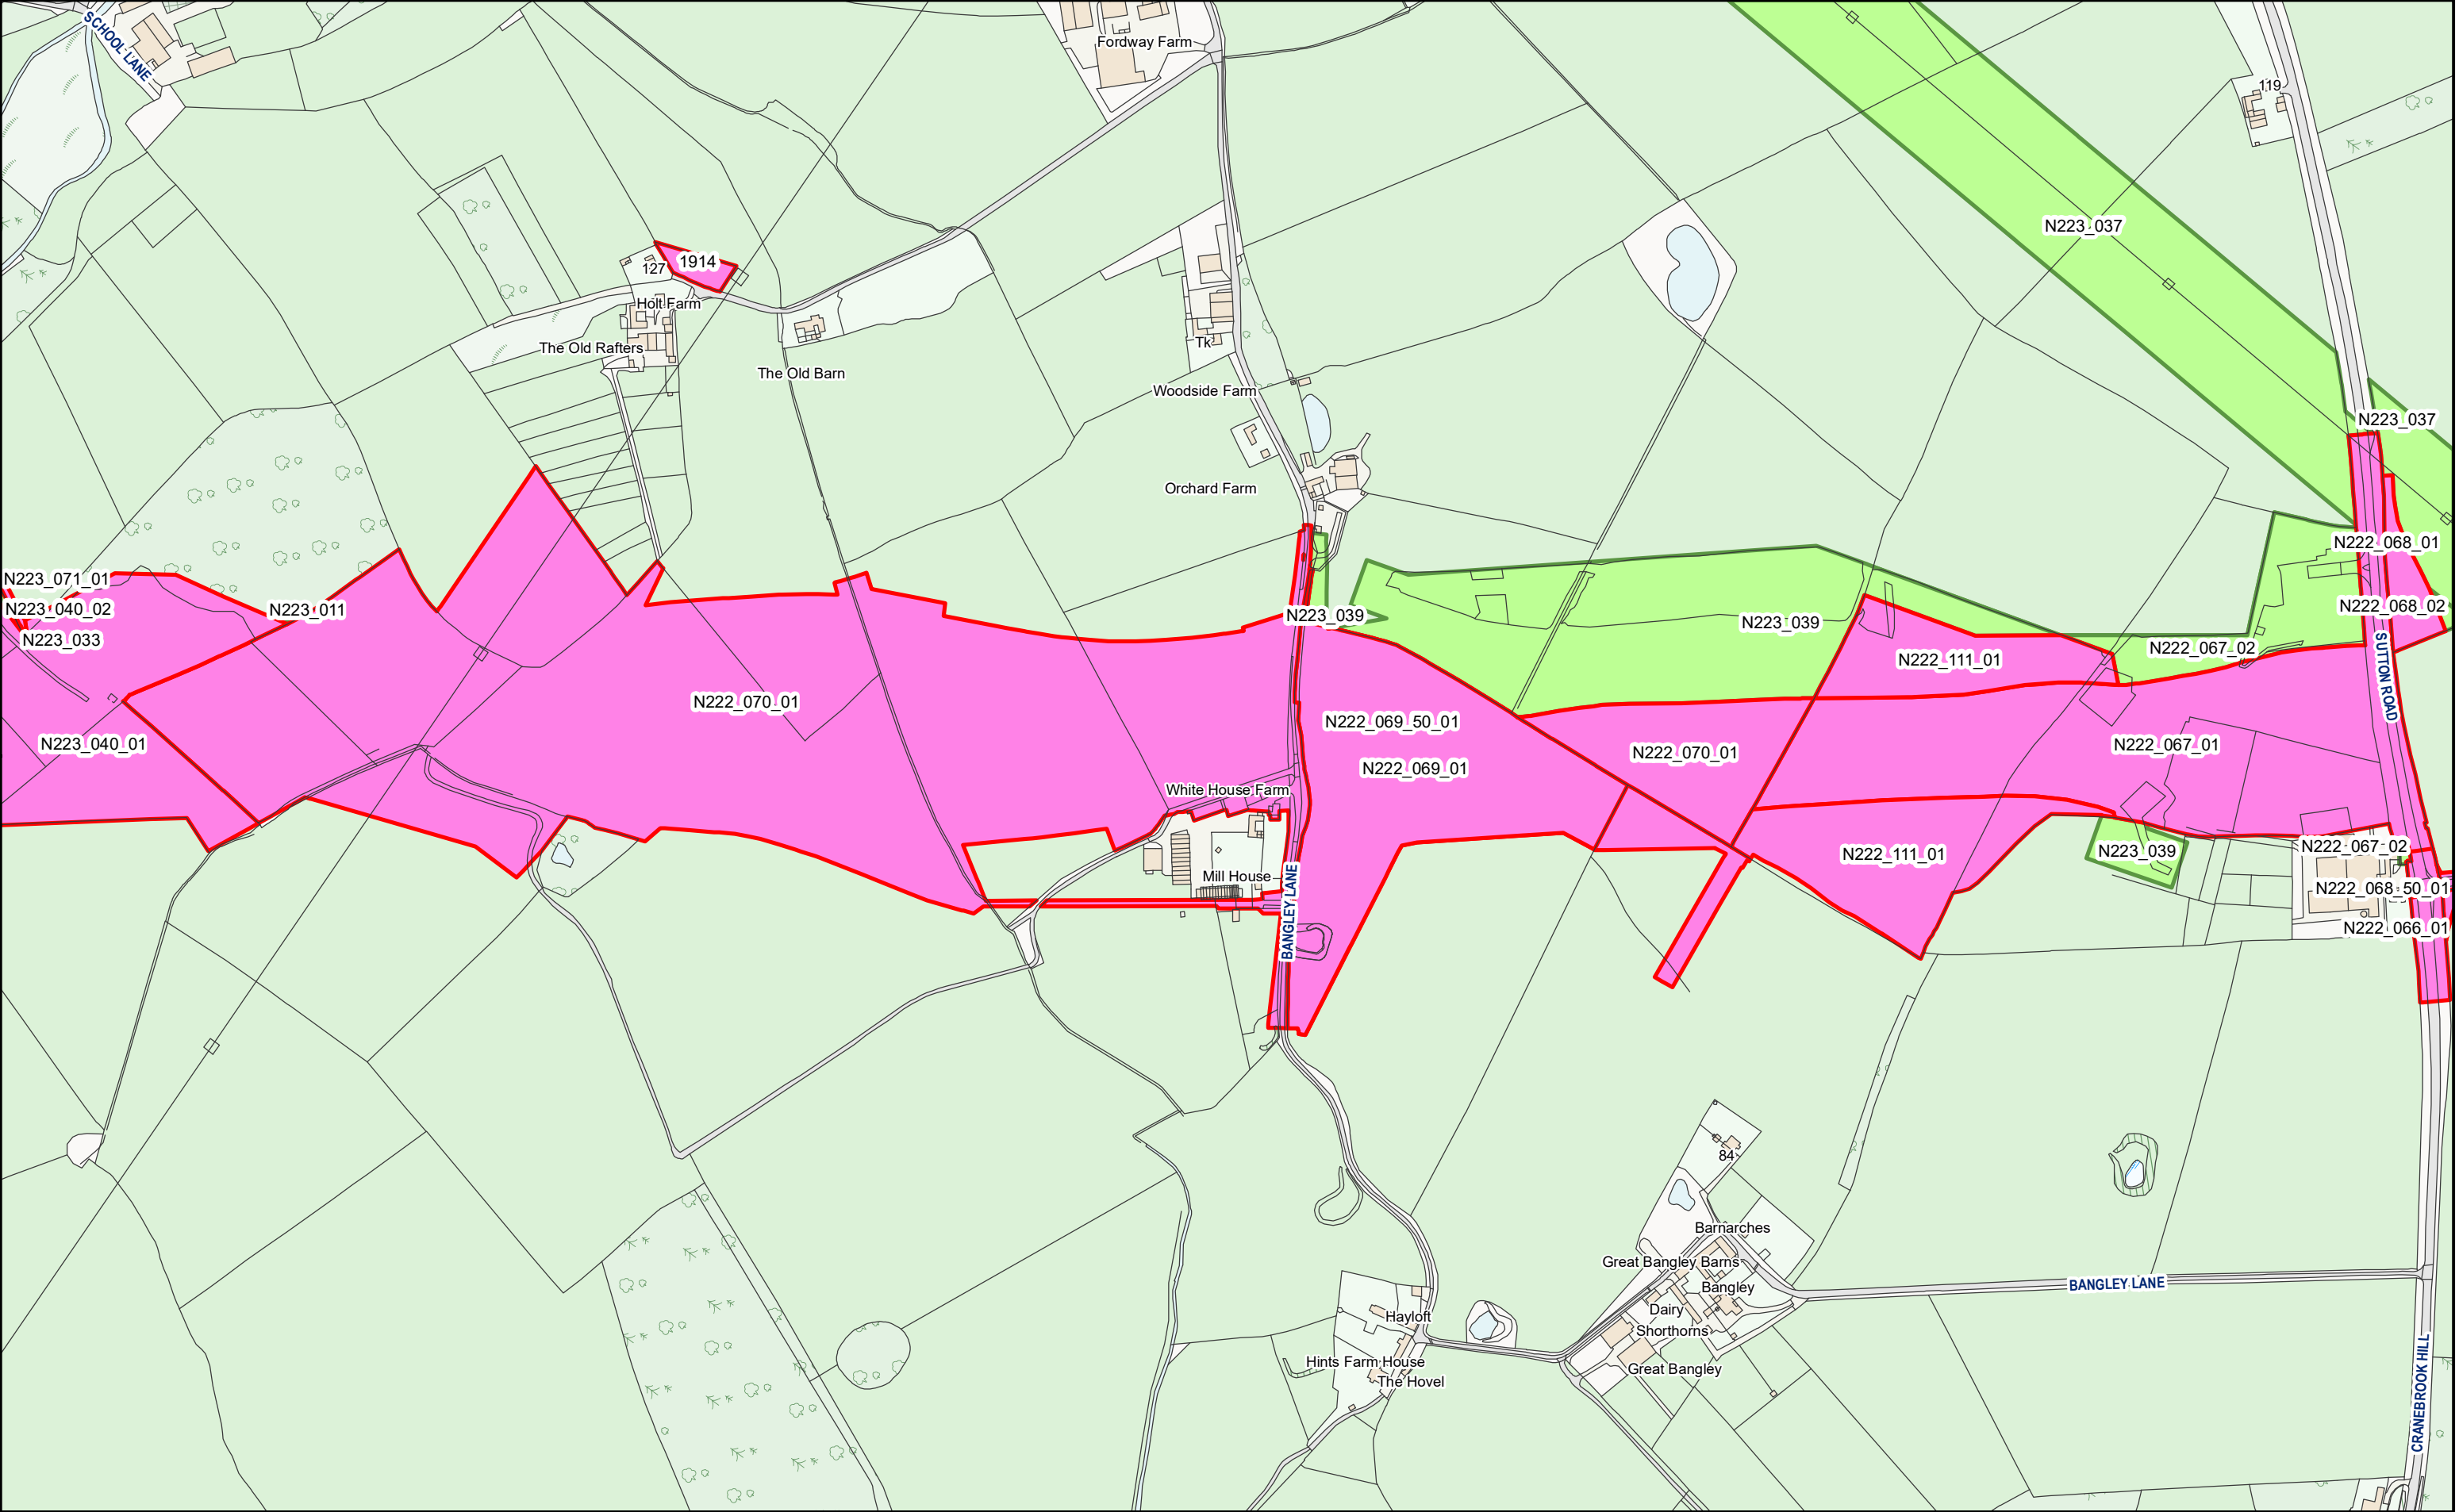 SCHOOL LANE
Fordway Farm
119
N223_037
127
1914
Holt Farm
The Old Rafters
Tk
The Old Barn
Woodside Farm
N223_037
Orchard Farm
N222_068_01
N223_071_01
N223_040_02
N223_011
N223_033
N223_039
N223_039
N222_068_02
N222_067_02
N222_111_01
SUTTON ROAD
N222_070_01
N223_040_01
N222_069_50_01
N222_069_01
N222_070_01
N222_067_01
White House Farm
N222_111_01
N223_039
N222_067_02
Mill House
BANGLEY LANE
N222_068_50_01
N222_066_01
84
Barnarches
Great Bangley Barns
Bangley
BANGLEY LANE
Dairy
Hayloft
Shorthorns
Hints Farm House
Great Bangley
The Hovel
CRANEBROOK HILL